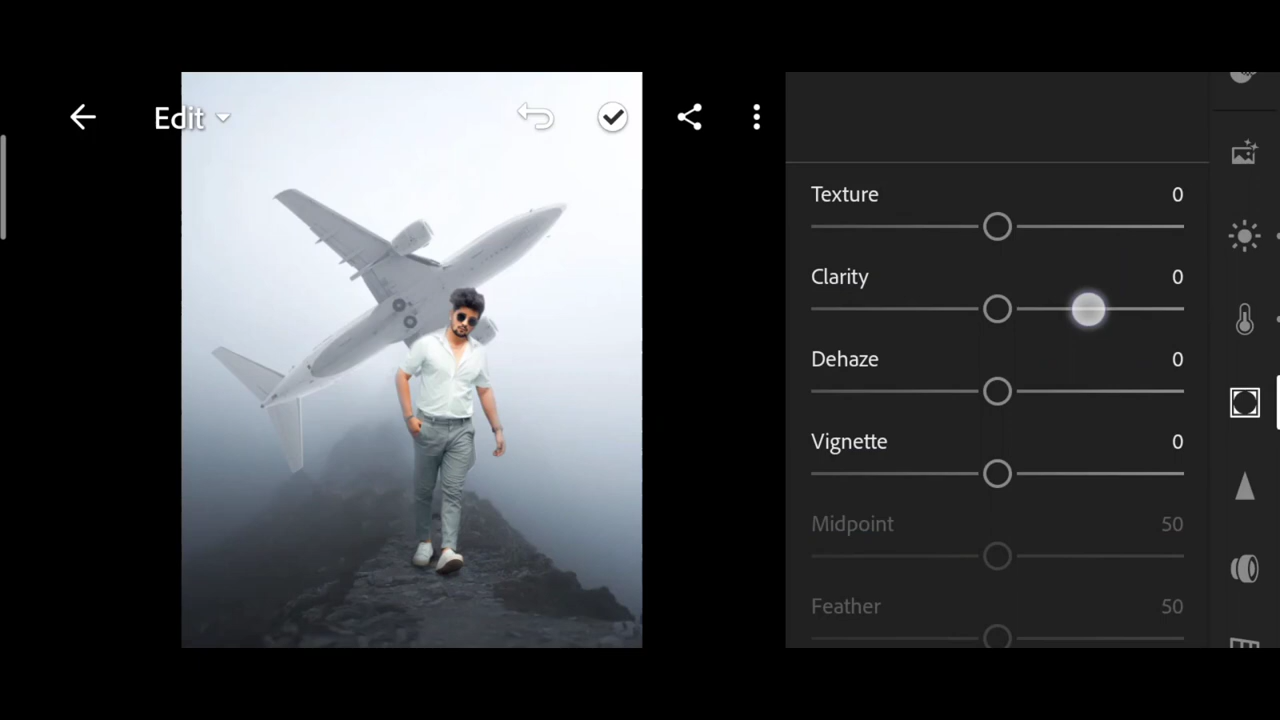 Edit
Texture 0
Clarity 0
Dehaze 0
Vignette 0
Midpoint 50
Feather 50